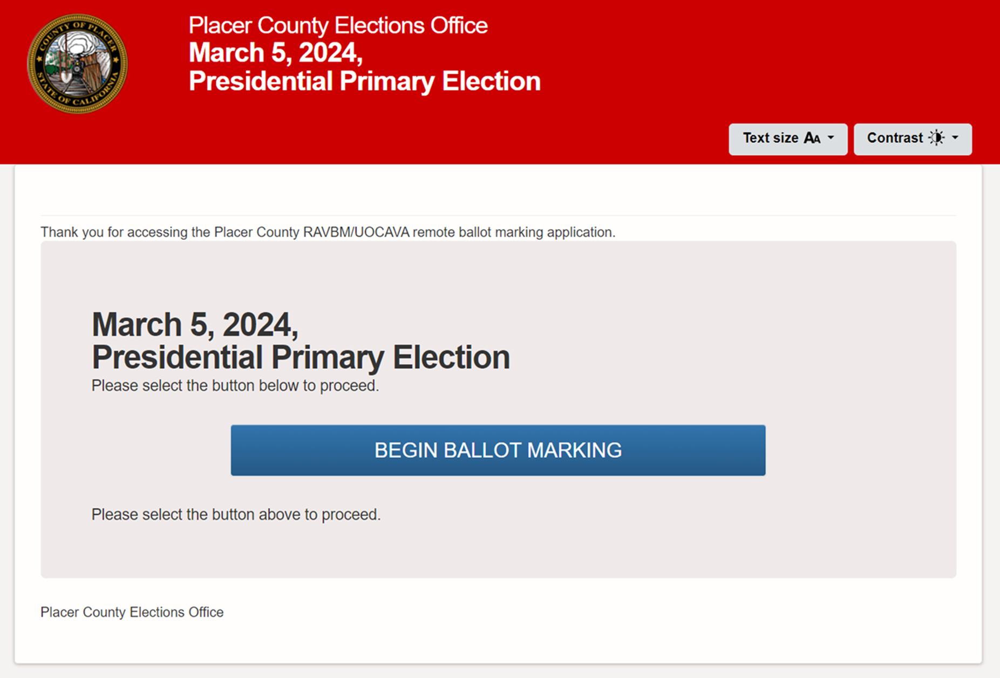 COUNTY OF PLACER
STATE OF CALIFORNIA
Placer County Elections Office
March 5, 2024,
Presidential Primary Election
Text size AA
Contrast
Thank you for accessing the Placer County RAVBM/UOCAVA remote ballot marking application.
March 5, 2024,
Presidential Primary Election
Please select the button below to proceed.
BEGIN BALLOT MARKING
Please select the button above to proceed.
Placer County Elections Office